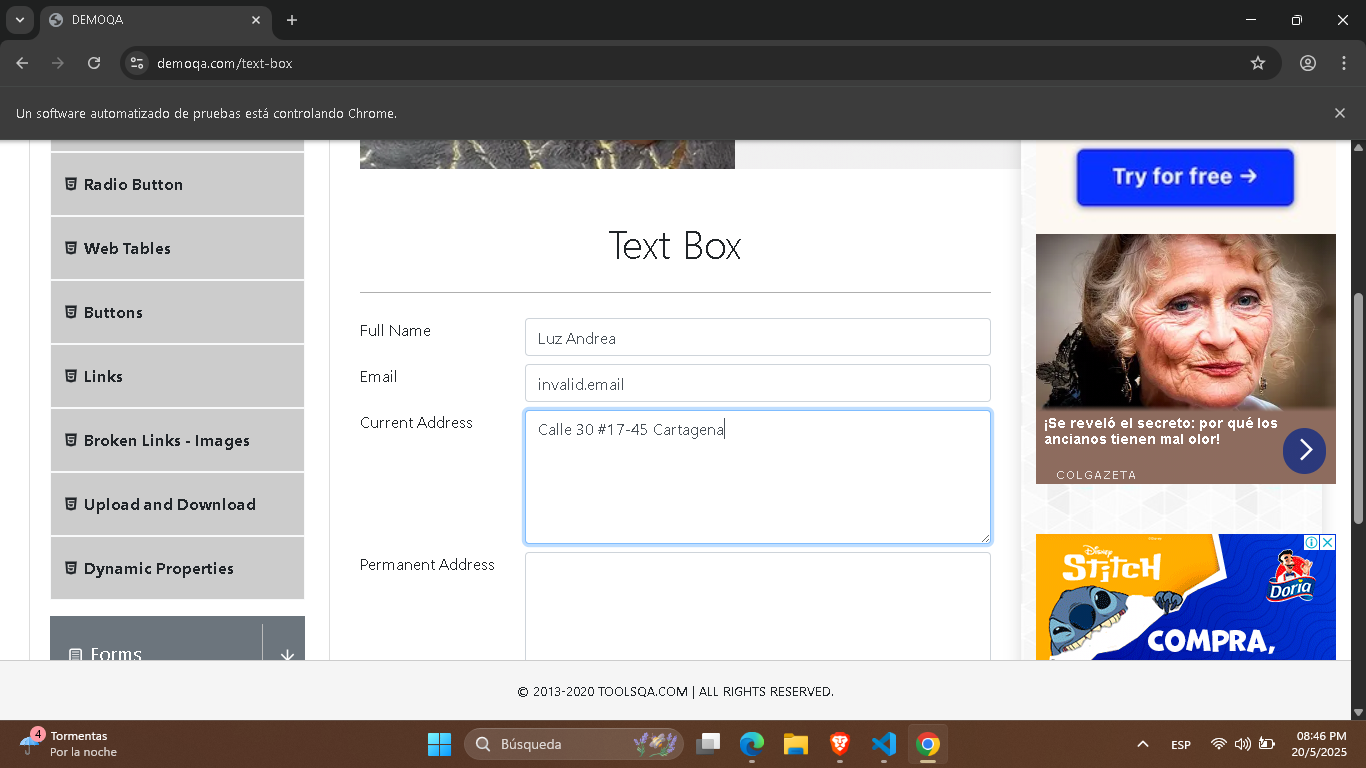 DEMOQA
demoqa.com/text-box
Un software automatizado de pruebas está controlando Chrome.
Radio Button
Web Tables
Buttons
Links
Broken Links - Images
Upload and Download
Dynamic Properties
Forms
Text Box
Full Name
Luz Andrea
Email
invalid.email
Current Address
Calle 30 #17-45 Cartagena
Permanent Address
Try for free →
¡Se reveló el secreto: por qué los
ancianos tienen mal olor!
COLGAZETA
Disney
STITCH
Doria
COMPRA,
© 2013-2020 TOOLSQA.COM | ALL RIGHTS RESERVED.
4
Tormentas
Por la noche
Búsqueda
ESP
08:46 PM
20/5/2025